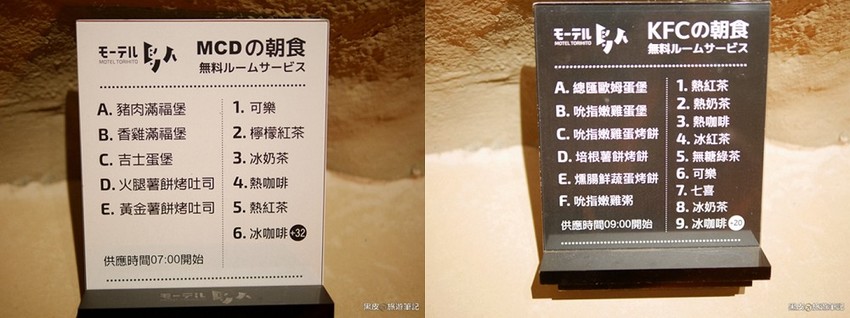 モーテル
MOTEL TORIHITO
MCDの朝食
無料ルームサービス
A. 豬肉滿福堡
B. 香雞滿福堡
C. 吉士蛋堡
D. 火腿薯餅烤吐司
E. 黃金薯餅烤吐司
1. 可樂
2. 檸檬紅茶
3. 冰奶茶
4. 熱咖啡
5. 熱紅茶
6. 冰咖啡 +32
供應時間07:00開始
モーテル
MOTEL TORIHITO
KFCの朝食
無料ルームサービス
A. 總匯歐姆蛋堡
B. 吮指嫩雞蛋堡
C. 吮指嫩雞蛋烤餅
D. 培根薯餅烤餅
E. 燻腸鮮蔬蛋烤餅
F. 吮指嫩雞粥
供應時間09:00開始
1. 熱紅茶
2. 熱奶茶
3. 熱咖啡
4. 冰紅茶
5. 無糖綠茶
6. 可樂
7. 七喜
8. 冰奶茶
9. 冰咖啡 +20